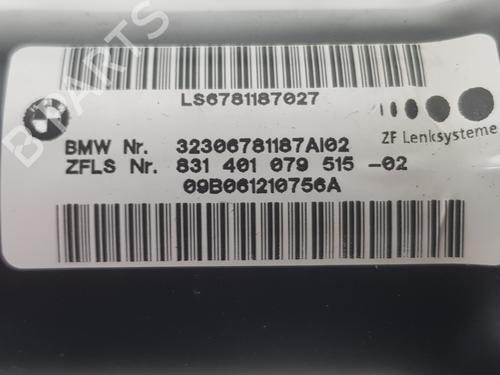 LS6781187027
BMW Nr. 32306781187AI02
ZF Lenksysteme
ZFLS Nr. 831 401 079 515 -02
09B061210756A
B-PARTS